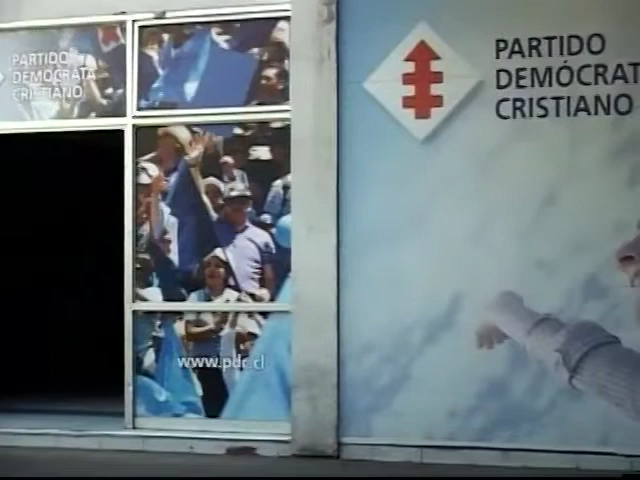 PARTIDO
DEMÓCRATA
CRISTIANO
www.pdc.cl
PARTIDO
DEMÓCRAT
CRISTIANO